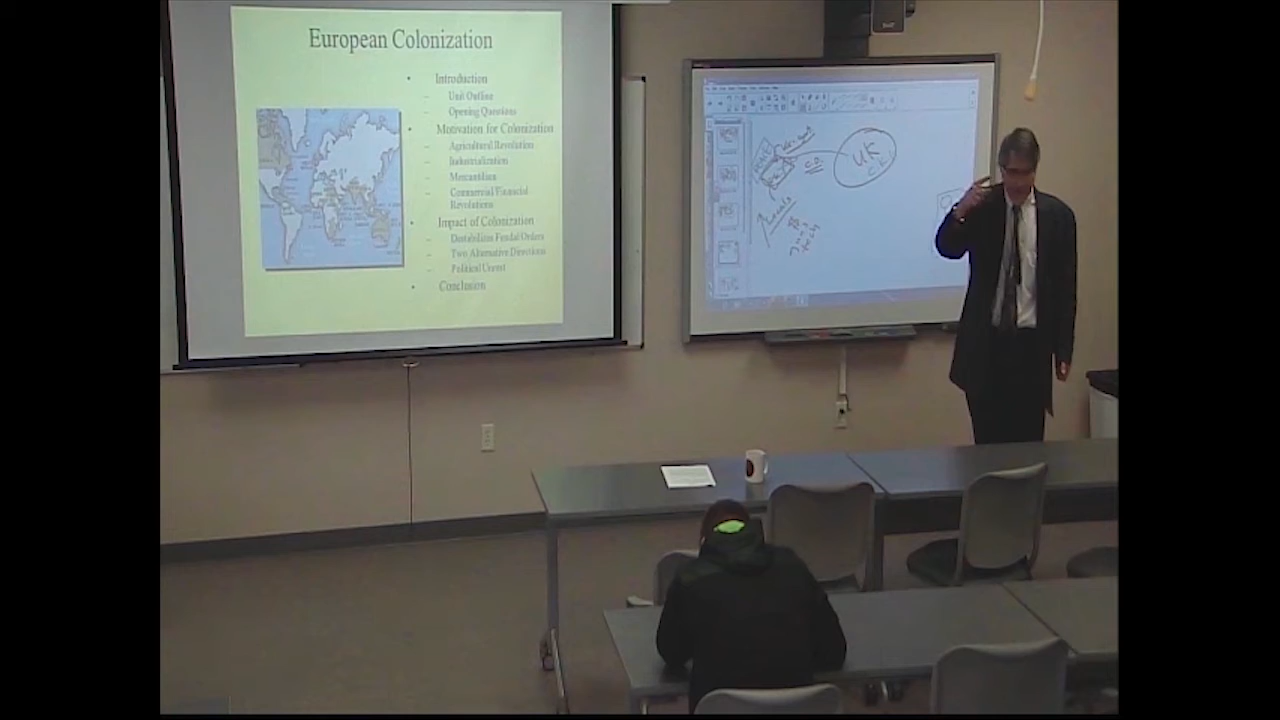 European Colonization
• Introduction
– Unit Outline
– Opening Questions
• Motivation for Colonization
– Agricultural Revolution
– Industrialization
– Mercantilism
– Commercial/Financial
Revolutions
• Impact of Colonization
– Destabilizes Feudal Orders
– Two Alternative Directions
– Political Unrest
• Conclusion
UK
C.D.